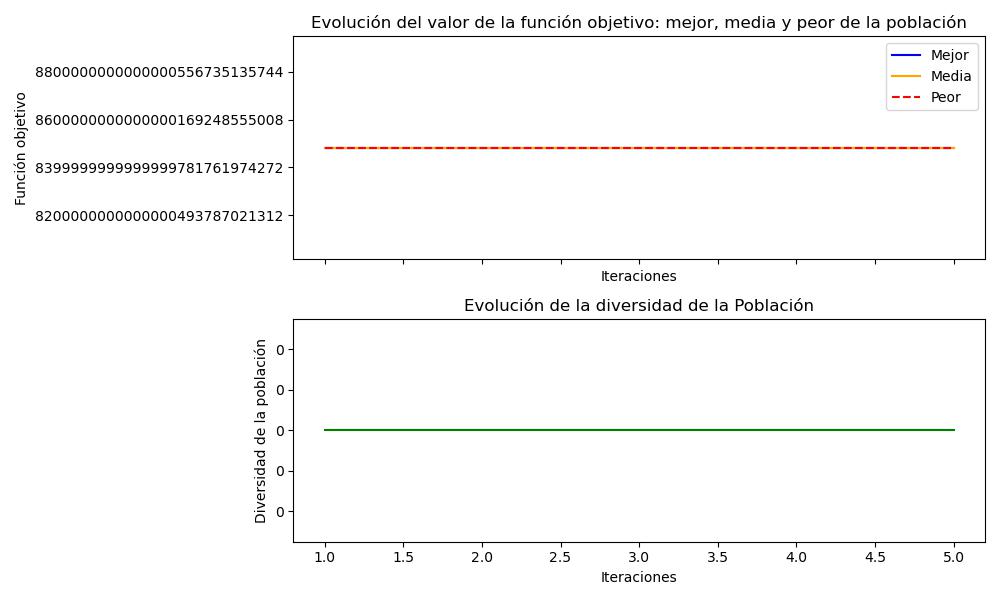 Evolución del valor de la función objetivo: mejor, media y peor de la población
Mejor
Media
Peor
8800000000000000556735135744
8600000000000000169248555008
8399999999999999781761974272
8200000000000000493787021312
Función objetivo
Iteraciones
Evolución de la diversidad de la Población
0
0
0
0
0
Diversidad de la población
1.0 1.5 2.0 2.5 3.0 3.5 4.0 4.5 5.0
Iteraciones